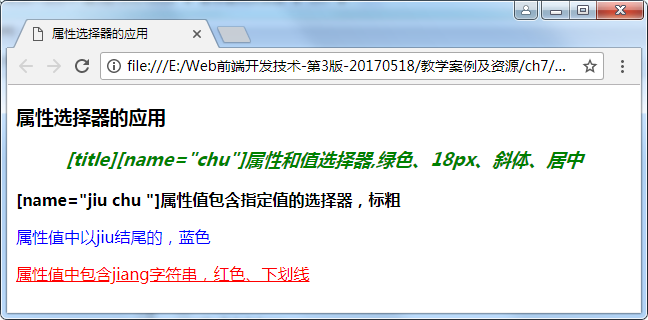 属性选择器的应用
file:///E:/Web前端开发技术-第3版-20170518/教学案例及资源/ch7/...
属性选择器的应用
[title][name="chu"]属性和值选择器,绿色、18px、斜体、居中
[name="jiu chu "]属性值包含指定值的选择器，标粗
属性值中以jiu结尾的，蓝色
属性值中包含jiang字符串，红色、下划线